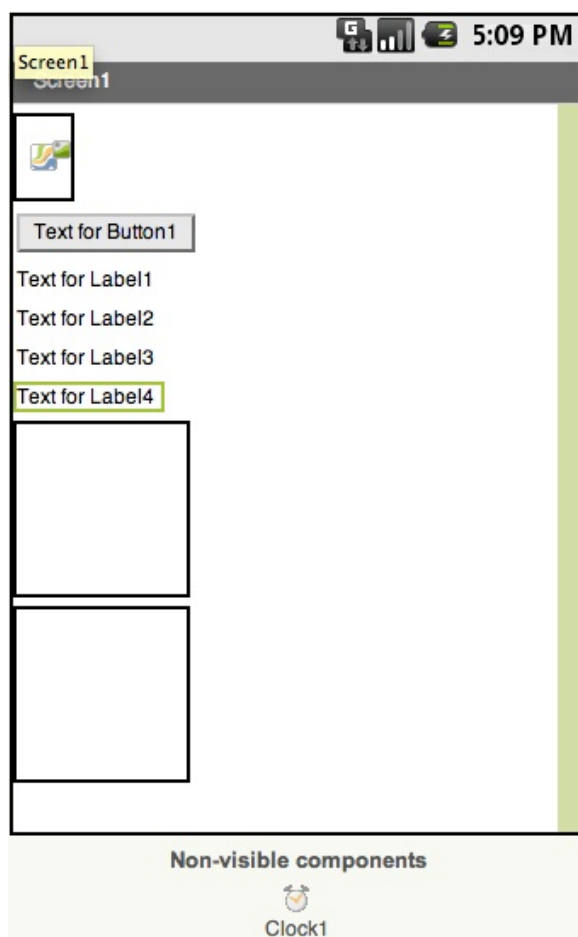 5:09 PM
Screen1
Screen1
Text for Button1
Text for Label1
Text for Label2
Text for Label3
Text for Label4
Non-visible components
Clock1